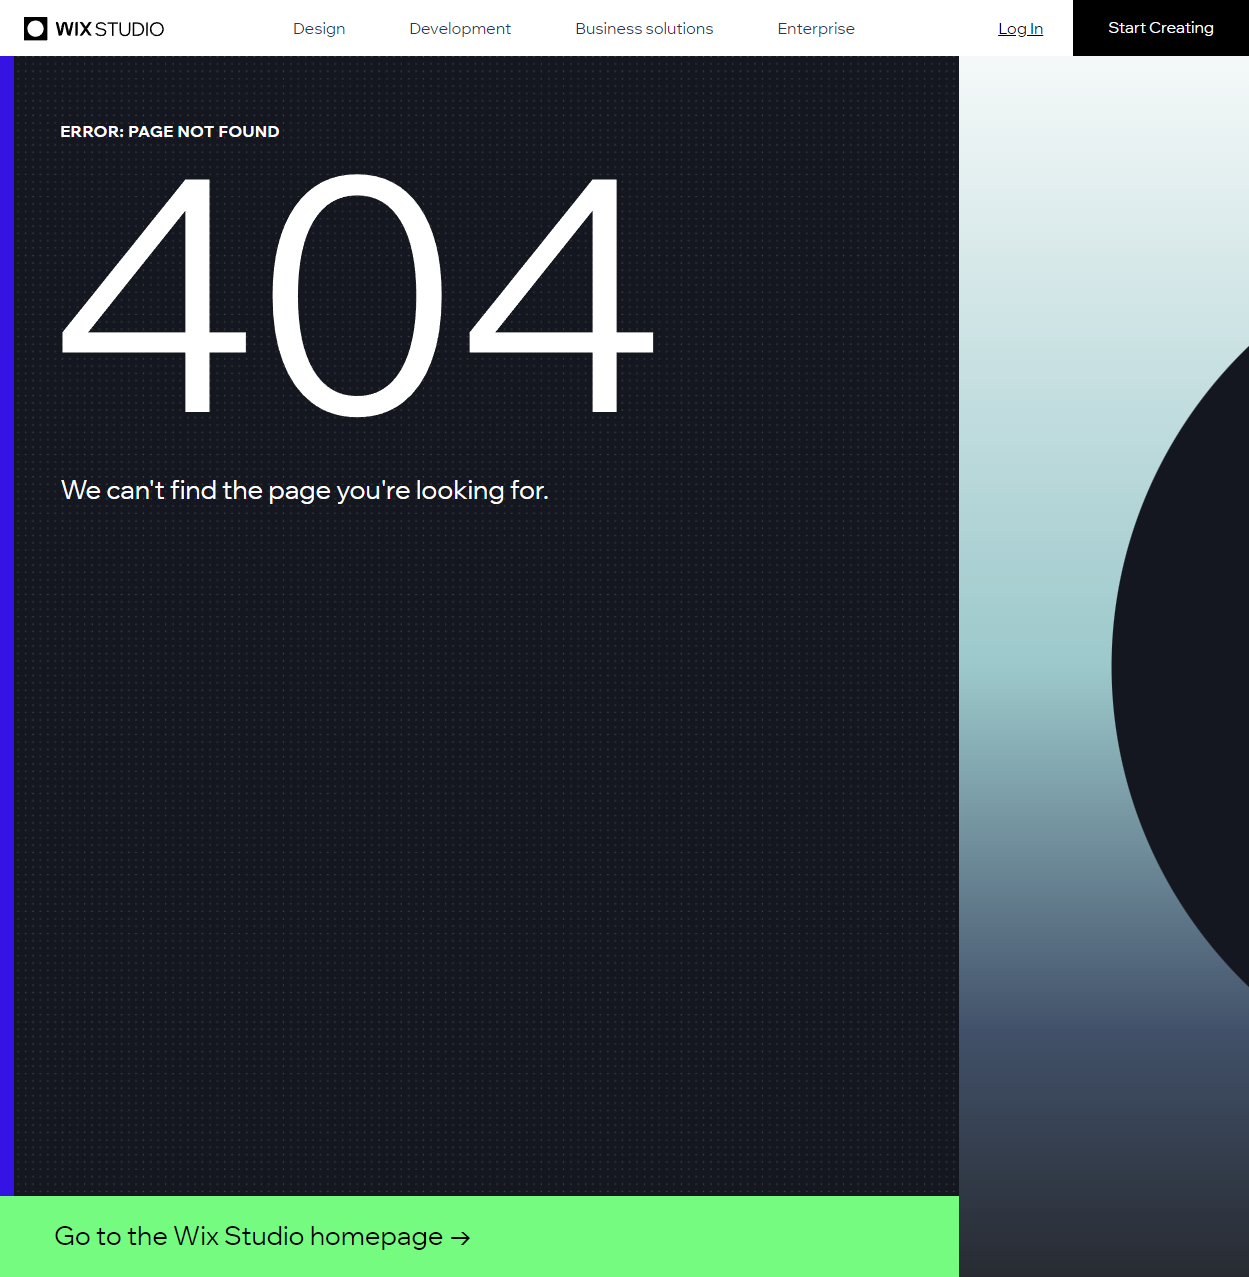 WIX STUDIO
Design
Development
Business solutions
Enterprise
Log In
Start Creating
ERROR: PAGE NOT FOUND
404
We can't find the page you're looking for.
Go to the Wix Studio homepage →